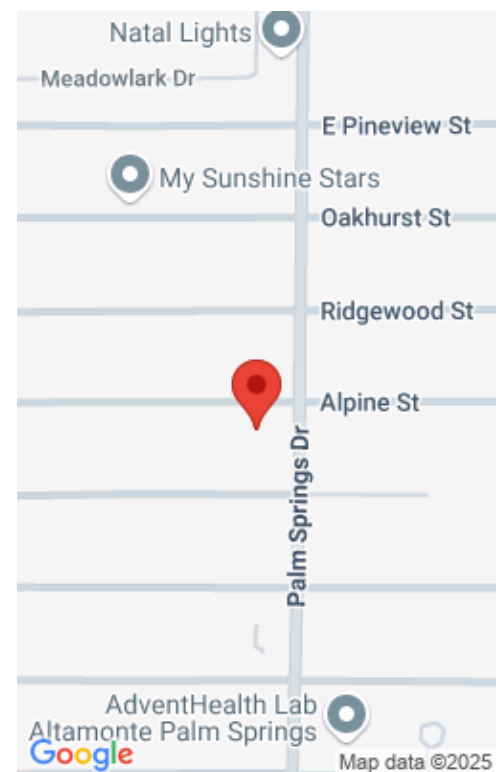 Natal Lights
Meadowlark Dr
E Pineview St
My Sunshine Stars
Oakhurst St
Ridgewood St
Alpine St
Palm Springs Dr
AdventHealth Lab
Altamonte Palm Springs
Google
Map data ©2025